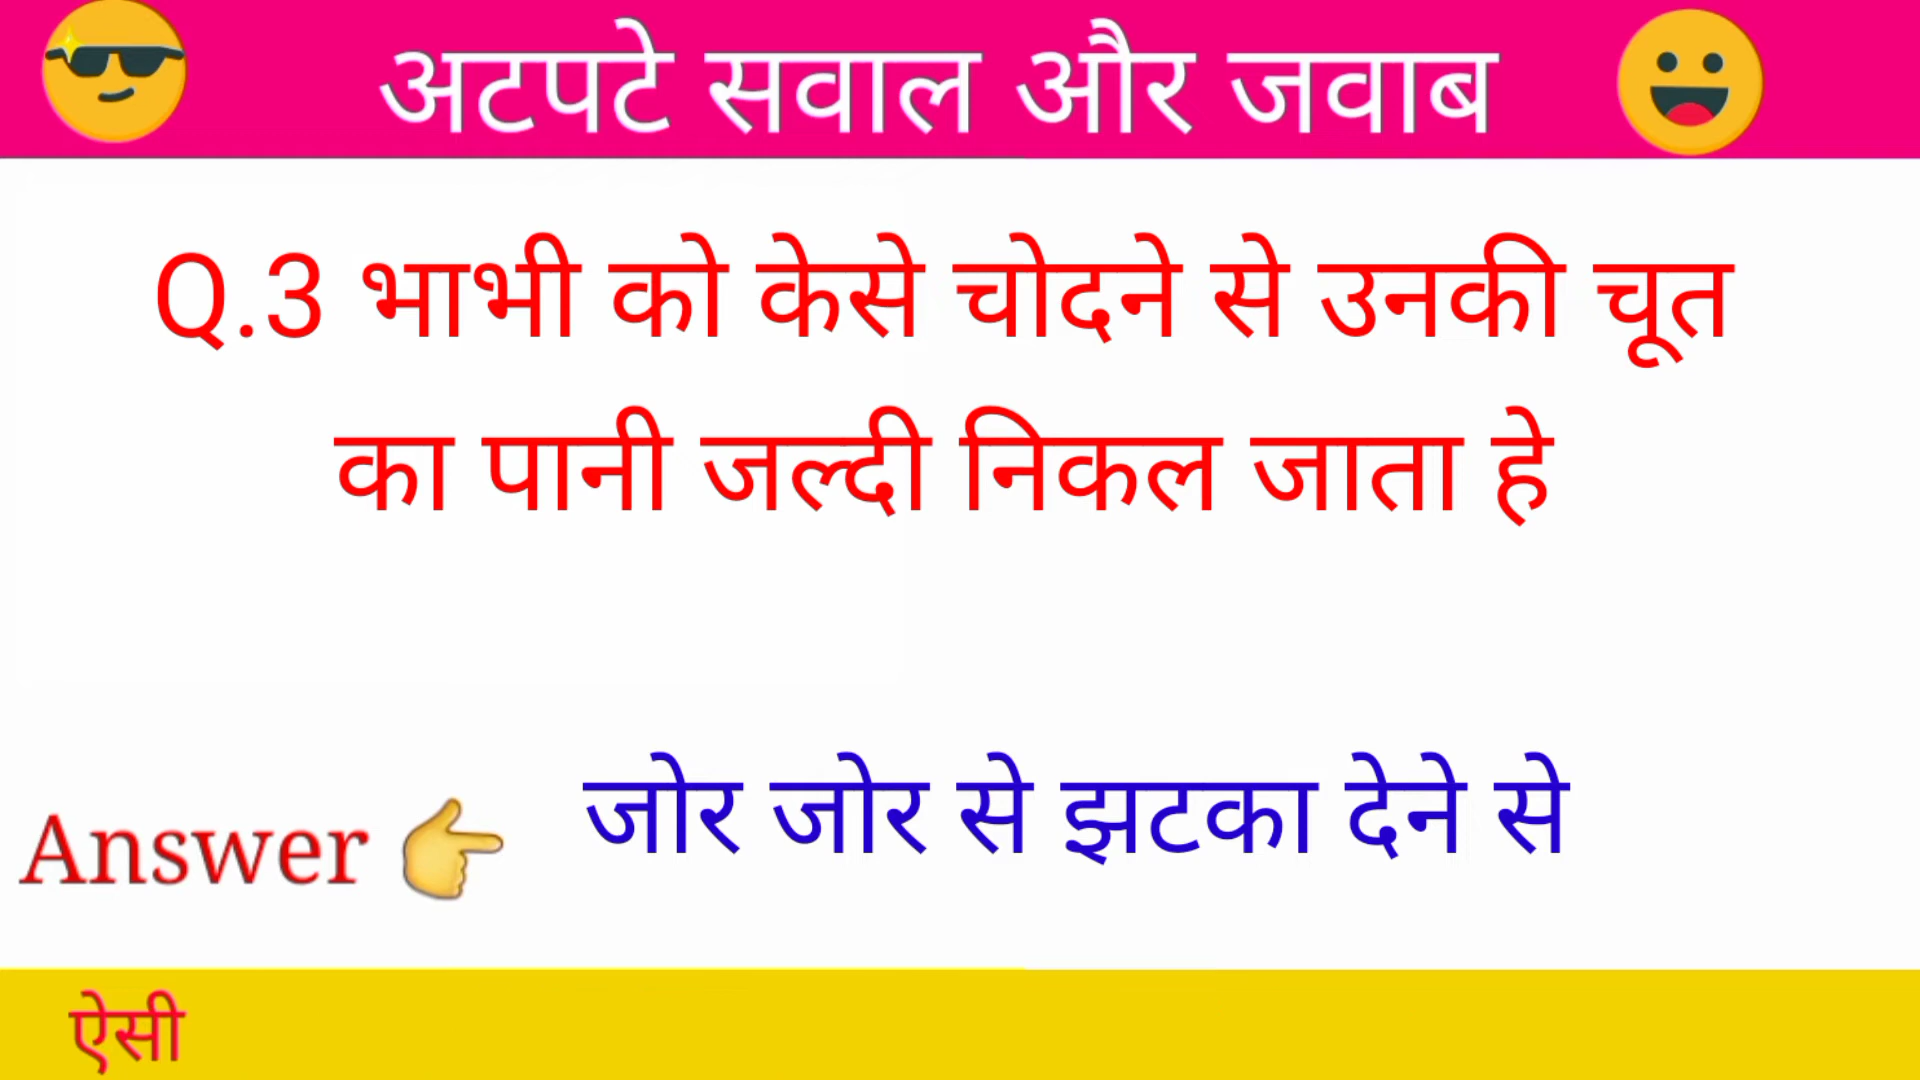 अटपटे सवाल और जवाब
Q.3 भाभी को केसे चोदने से उनकी चूत
का पानी जल्दी निकल जाता हे
जोर जोर से झटका देने से
Answer
ऐसी